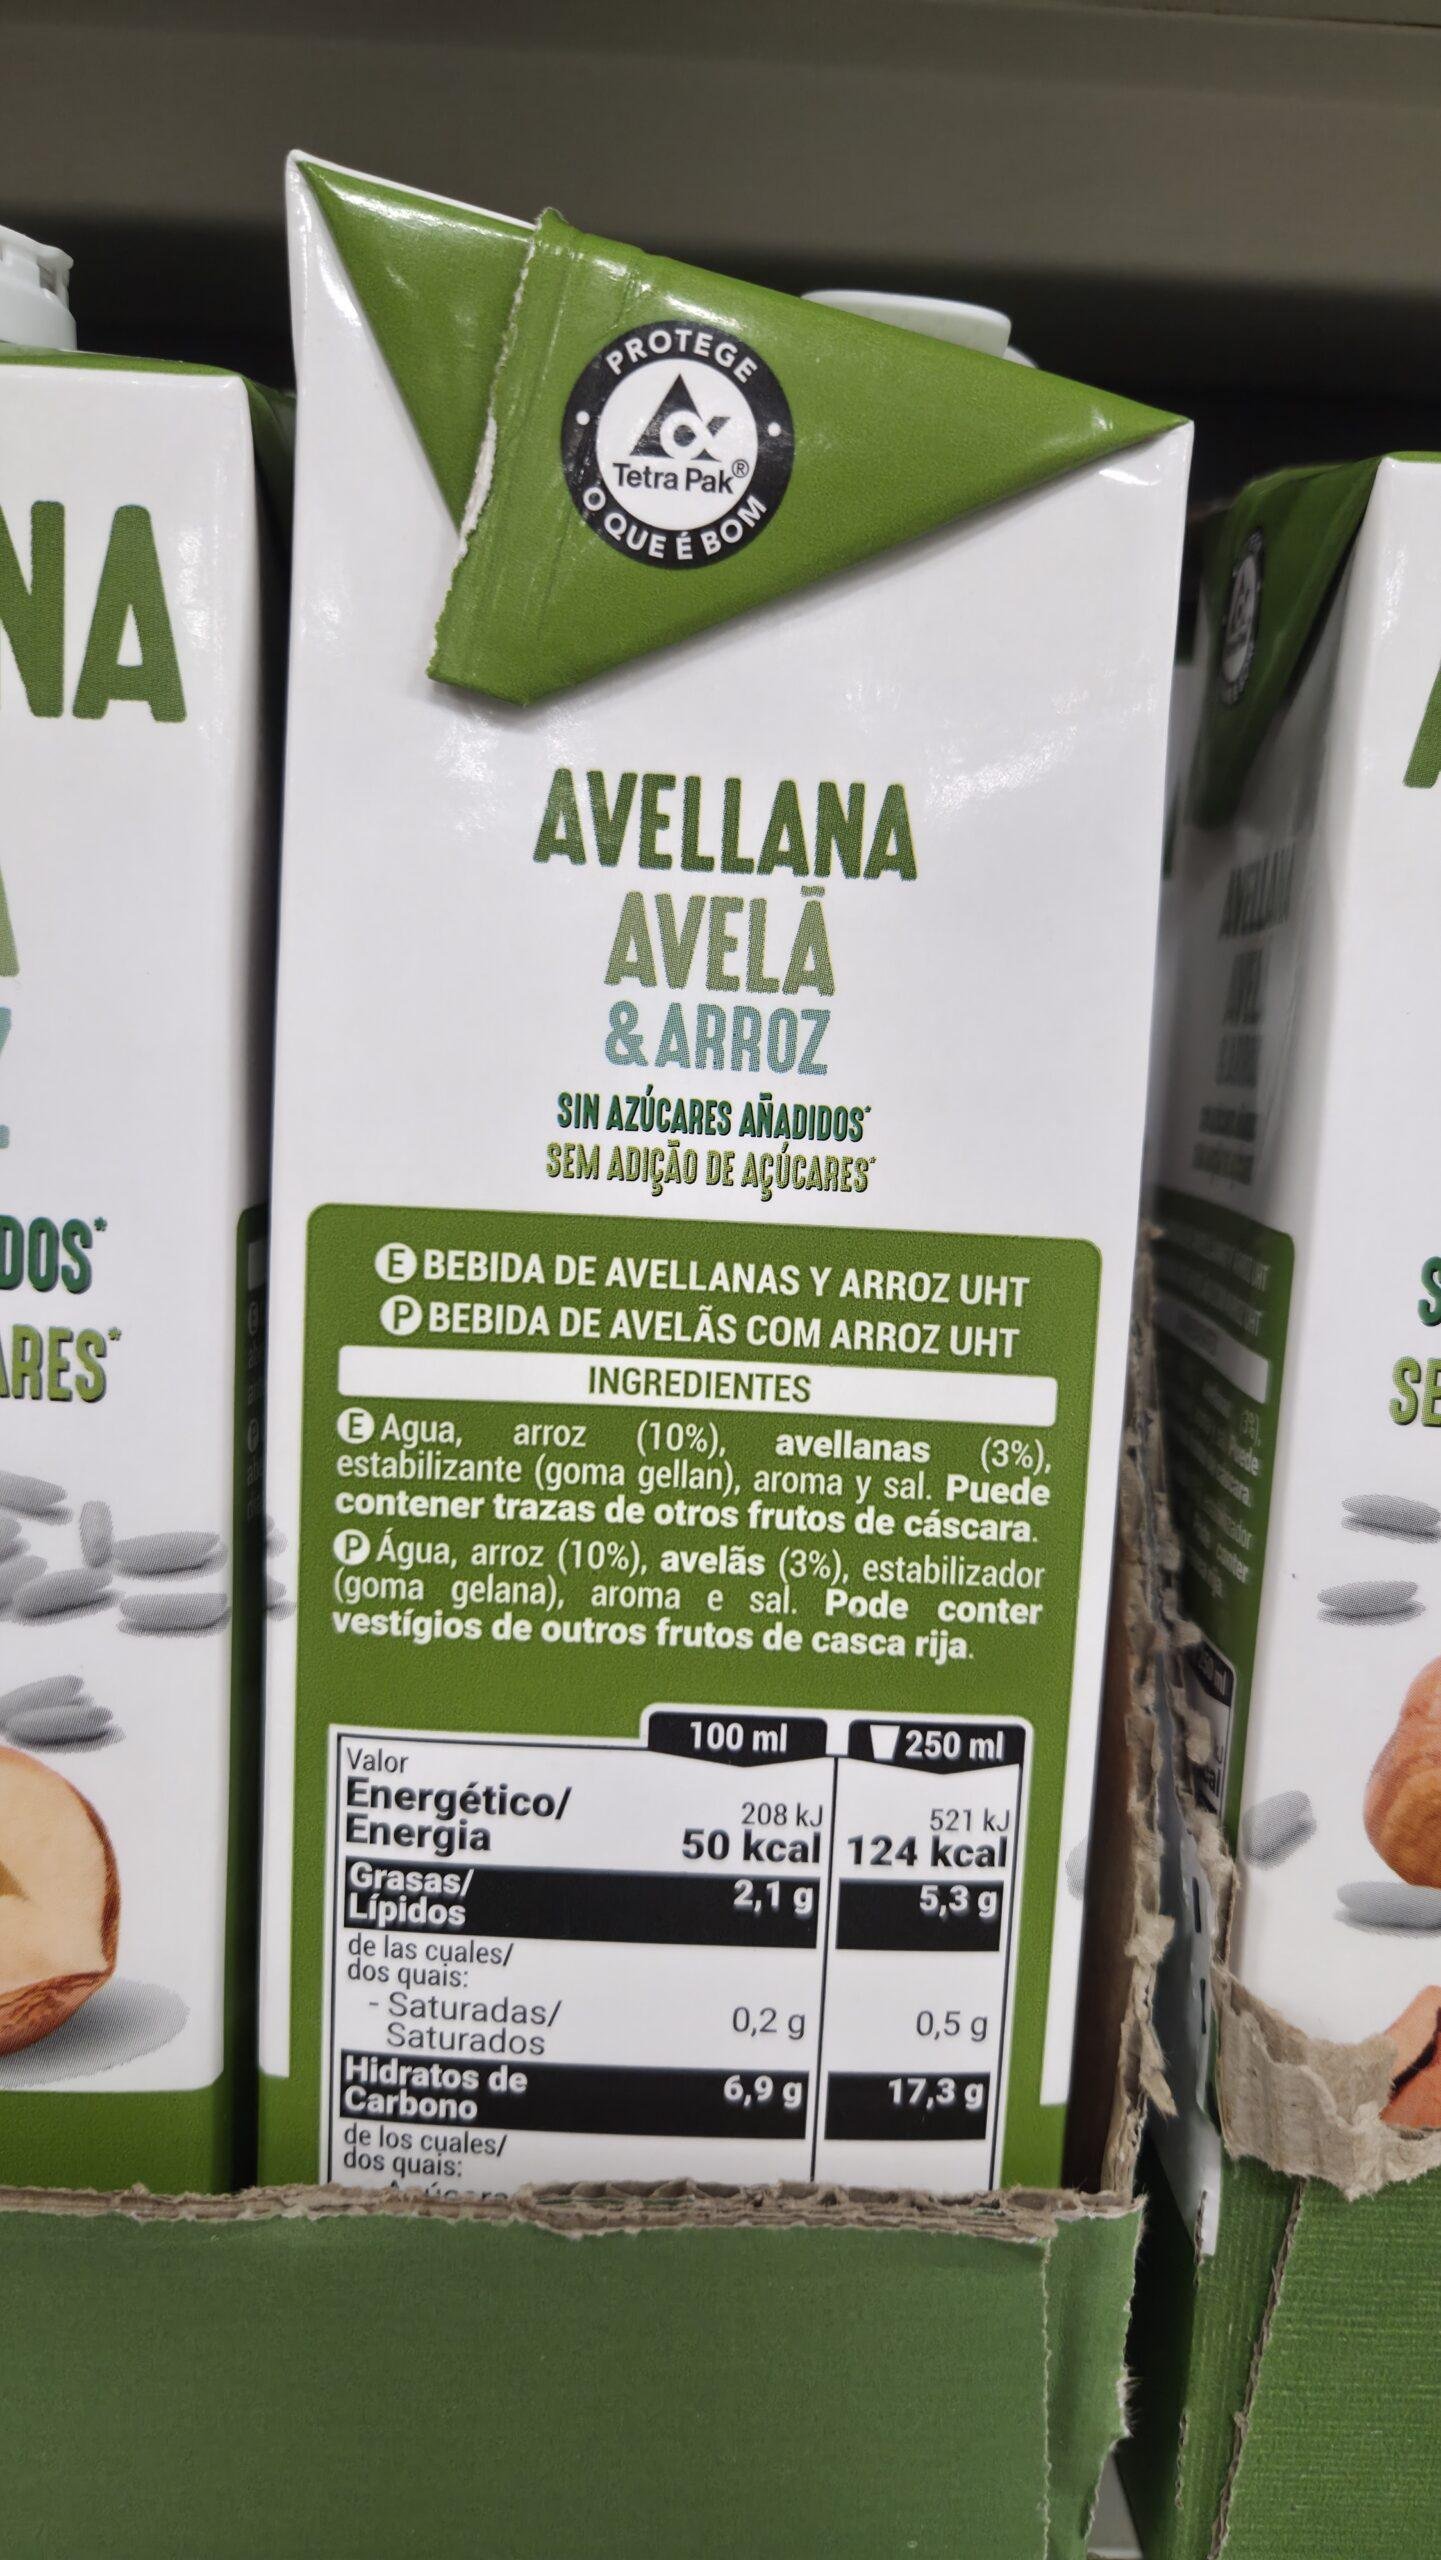 PROTEGE
Tetra Pak®
O QUE É BOM
AVELLANA
AVELÃ
& ARROZ
SIN AZÚCARES AÑADIDOS*
SEM ADIÇÃO DE AÇÚCARES*
E BEBIDA DE AVELLANAS Y ARROZ UHT
P BEBIDA DE AVELÃS COM ARROZ UHT
INGREDIENTES
E Agua, arroz (10%), avellanas (3%),
estabilizante (goma gellan), aroma y sal. Puede
contener trazas de otros frutos de cáscara.
P Água, arroz (10%), avelãs (3%), estabilizador
(goma gelana), aroma e sal. Pode conter
vestígios de outros frutos de casca rija.
100 ml 250 ml
Valor
Energético/ 208 kJ 521 kJ
Energia 50 kcal 124 kcal
Grasas/ 2,1 g 5,3 g
Lípidos
de las cuales/
dos quais:
- Saturadas/ 0,2 g 0,5 g
Saturados
Hidratos de 6,9 g 17,3 g
Carbono
de los cuales/
dos quais:
NA
DOS*
ARES*
S
SE